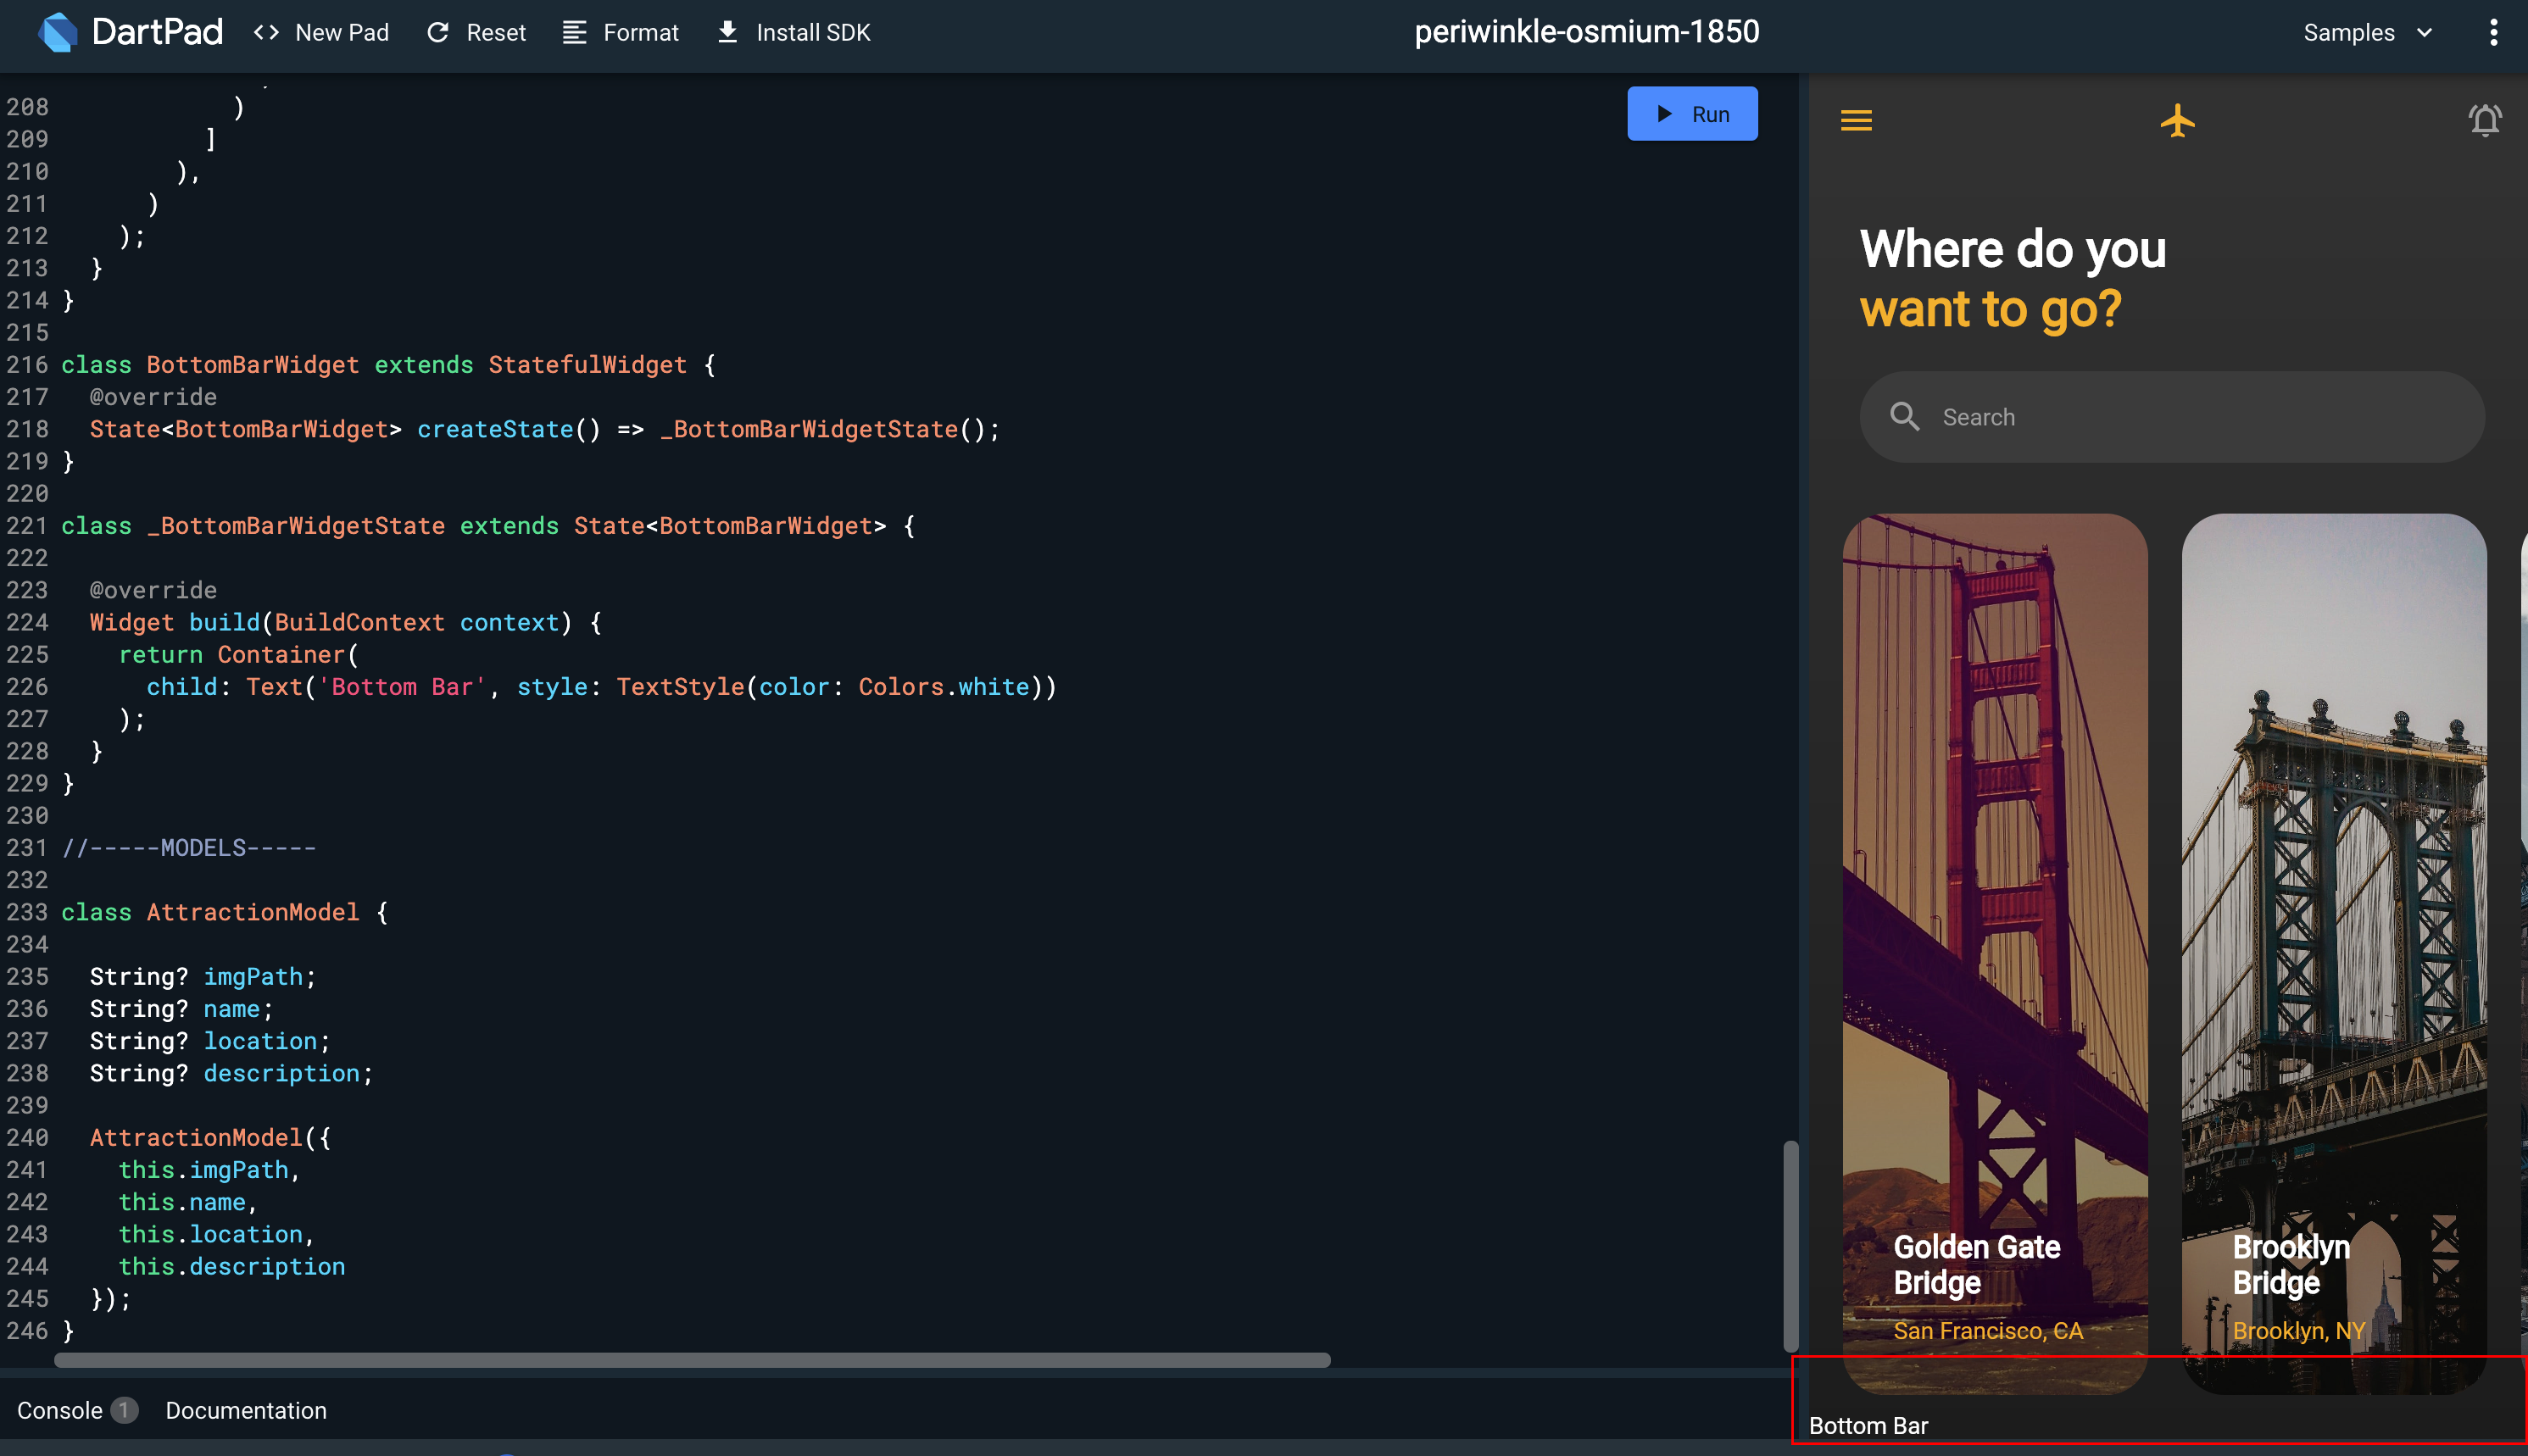 DartPad
<> New Pad
Reset
Format
Install SDK
periwinkle-osmium-1850
Samples
208 )
209 ]
210 ),
211 )
212 );
213 }
214 }
215
216 class BottomBarWidget extends StatefulWidget {
217 @override
218 State<BottomBarWidget> createState() => _BottomBarWidgetState();
219 }
220
221 class _BottomBarWidgetState extends State<BottomBarWidget> {
222
223 @override
224 Widget build(BuildContext context) {
225 return Container(
226 child: Text('Bottom Bar', style: TextStyle(color: Colors.white))
227 );
228 }
229 }
230
231 //-----MODELS-----
232
233 class AttractionModel {
234
235 String? imgPath;
236 String? name;
237 String? location;
238 String? description;
239
240 AttractionModel({
241 this.imgPath,
242 this.name,
243 this.location,
244 this.description
245 });
246 }
Run
Console 1
Documentation
Where do you
want to go?
Search
Golden Gate
Bridge
San Francisco, CA
Brooklyn
Bridge
Brooklyn, NY
Bottom Bar